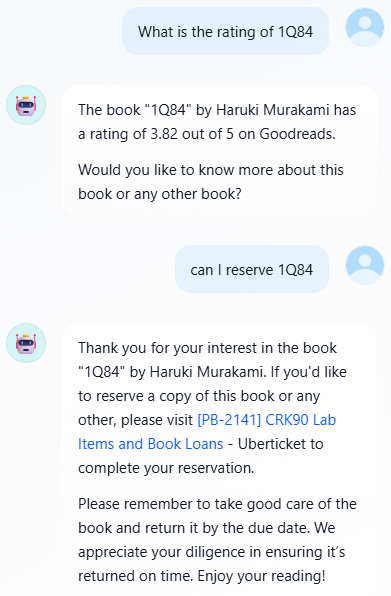 What is the rating of 1Q84
The book "1Q84" by Haruki Murakami has
a rating of 3.82 out of 5 on Goodreads.
Would you like to know more about this
book or any other book?
can I reserve 1Q84
Thank you for your interest in the book
"1Q84" by Haruki Murakami. If you'd like
to reserve a copy of this book or any
other, please visit [PB-2141] CRK90 Lab
Items and Book Loans - Uberticket to
complete your reservation.
Please remember to take good care of the
book and return it by the due date. We
appreciate your diligence in ensuring it’s
returned on time. Enjoy your reading!